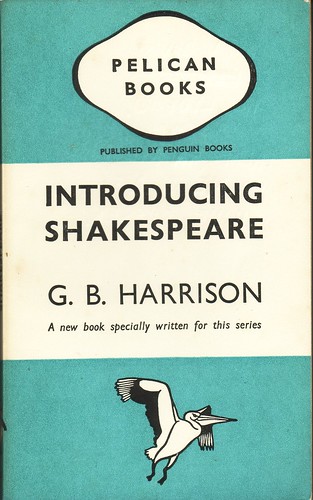 PELICAN
BOOKS
PUBLISHED BY PENGUIN BOOKS
INTRODUCING
SHAKESPEARE
G. B. HARRISON
A new book specially written for this series